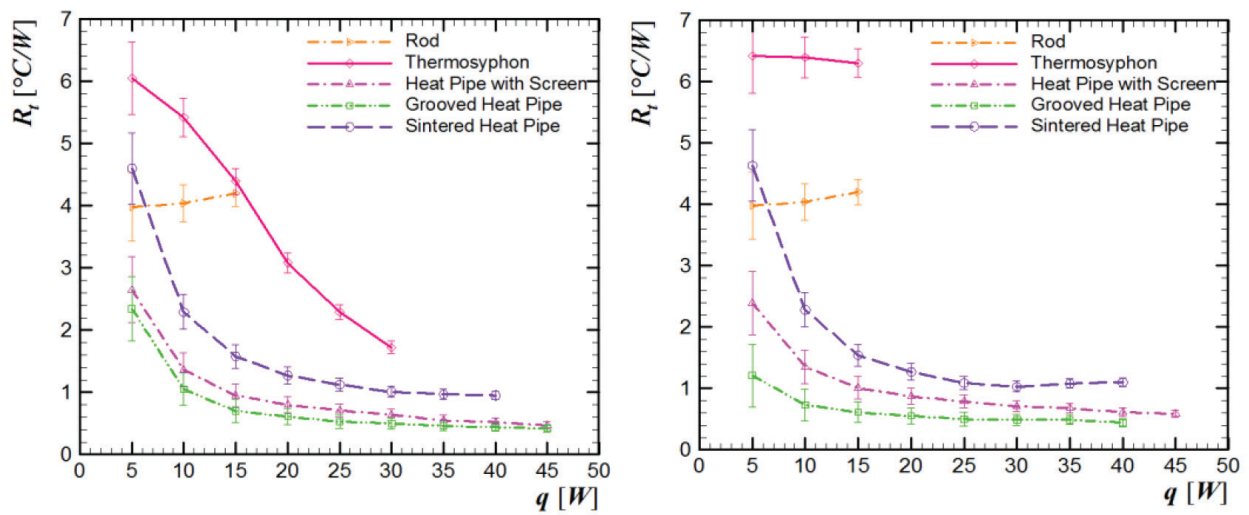 7
6
5
4
3
2
1
0
R_t [°C/W]
Rod
Thermosyphon
Heat Pipe with Screen
Grooved Heat Pipe
Sintered Heat Pipe
0 5 10 15 20 25 30 35 40 45 50
q [W]
7
6
5
4
3
2
1
0
R_t [°C/W]
Rod
Thermosyphon
Heat Pipe with Screen
Grooved Heat Pipe
Sintered Heat Pipe
0 5 10 15 20 25 30 35 40 45 50
q [W]